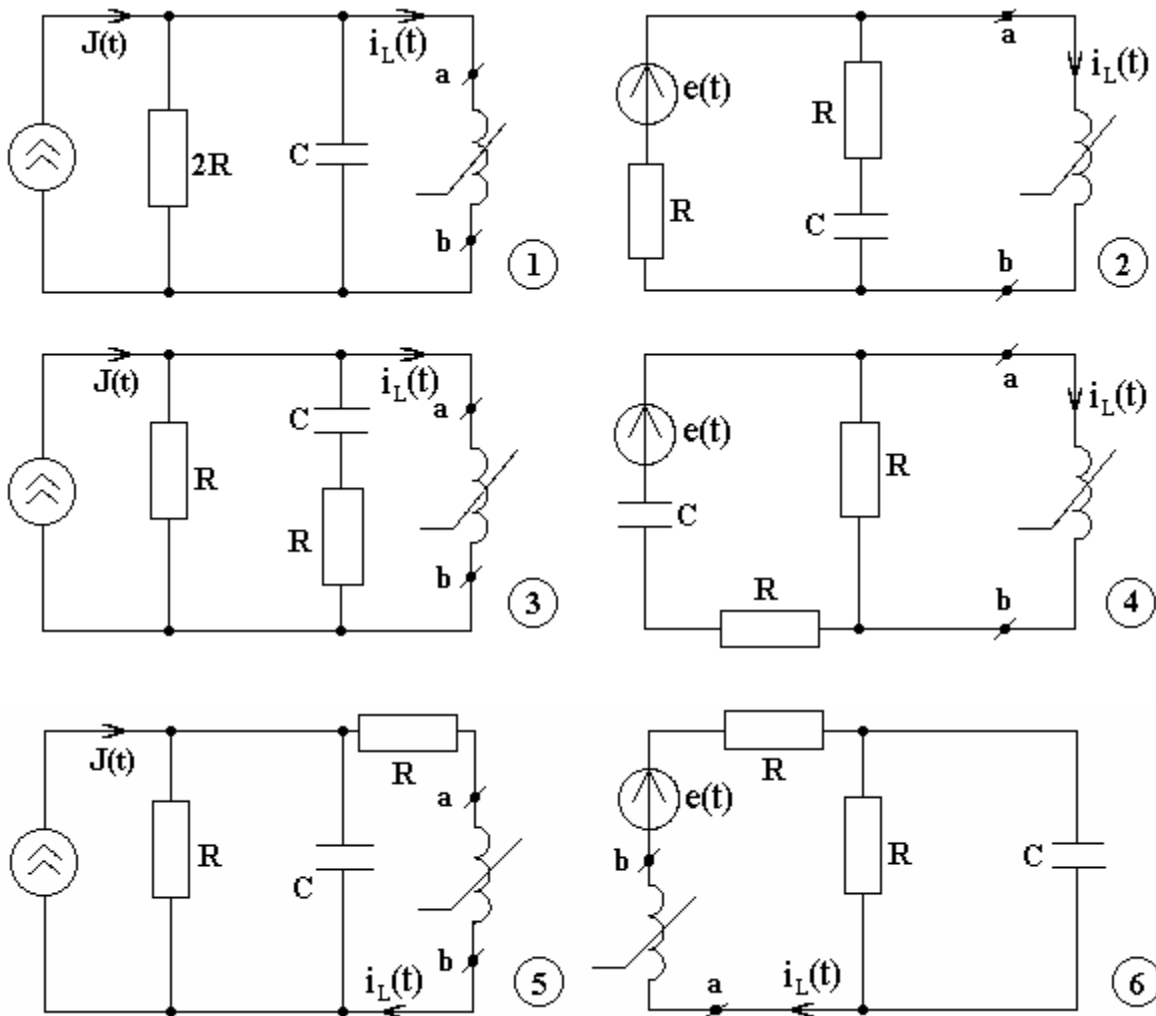 J(t) i_L(t) a 2R C b 1
e(t) R R C a b i_L(t) 2
J(t) i_L(t) a R C R b 3
e(t) C R R a b i_L(t) 4
J(t) R C R a b i_L(t) 5
R e(t) b R C a i_L(t) 6